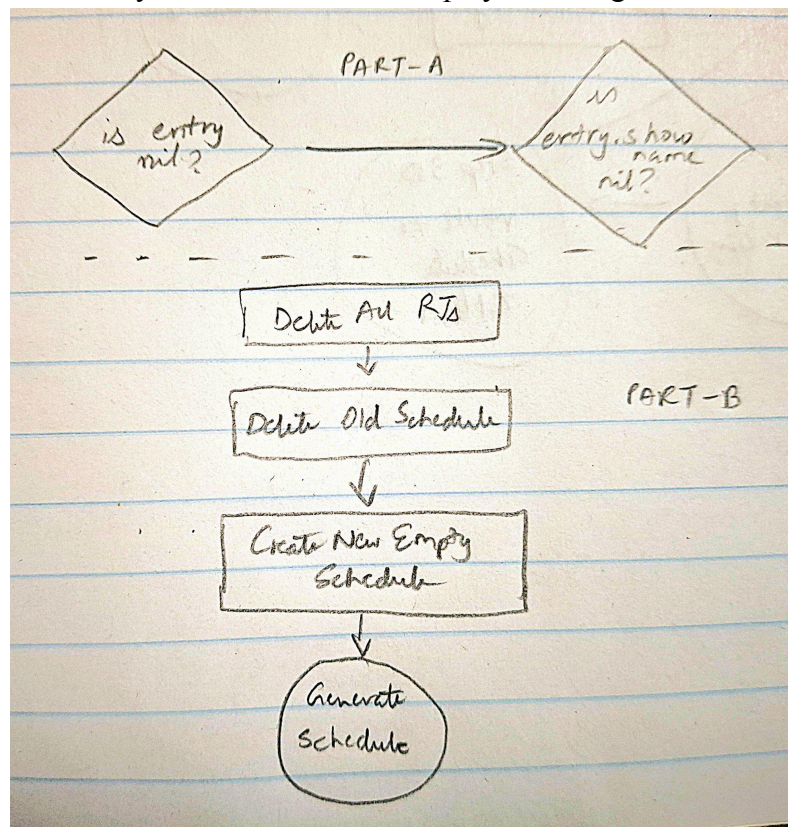 PART-A
is entry
nil?
is
entry.show
name
nil?
Delete All RJs
Delete Old Schedule
PART-B
Create New Empty
Schedule
Generate
Schedule